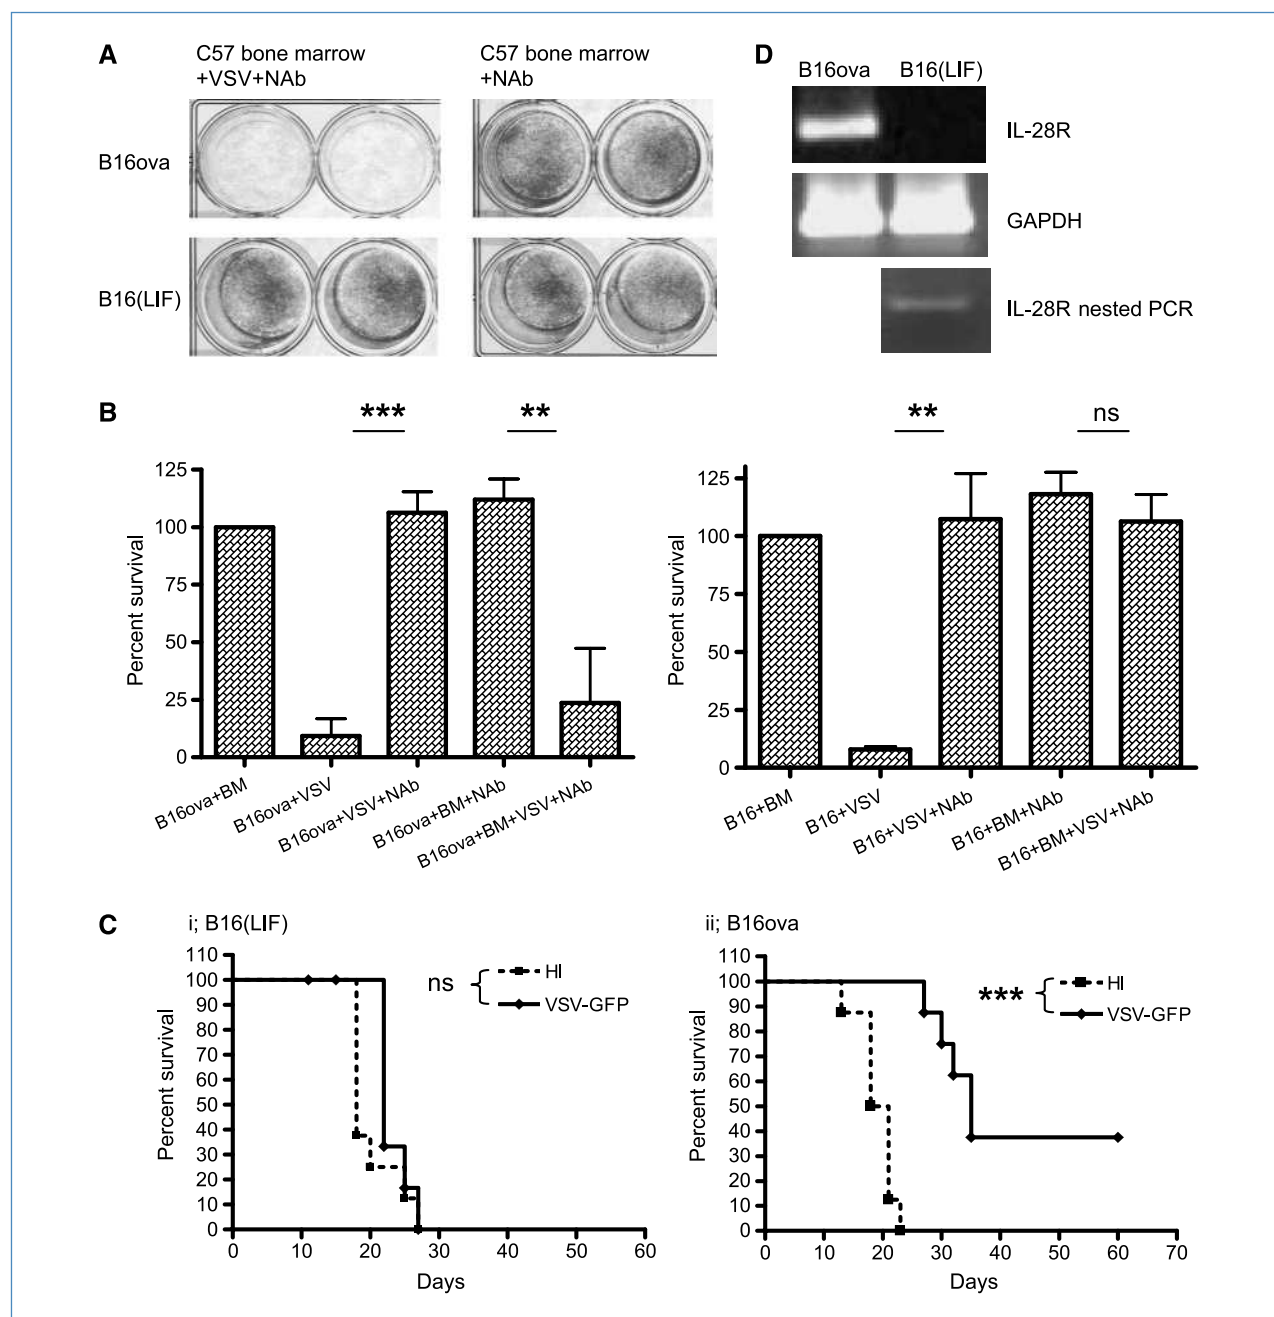 A
C57 bone marrow
+VSV+NAb
C57 bone marrow
+NAb
B16ova
B16(LIF)
D
B16ova
B16(LIF)
IL-28R
GAPDH
IL-28R nested PCR
B
***
**
Percent survival
125
100
75
50
25
0
B16ova+BM
B16ova+VSV
B16ova+VSV+NAb
B16ova+BM+NAb
B16ova+BM+VSV+NAb
**
ns
Percent survival
125
100
75
50
25
0
B16+BM
B16+VSV
B16+VSV+NAb
B16+BM+NAb
B16+BM+VSV+NAb
C
i; B16(LIF)
Percent survival
110
100
90
80
70
60
50
40
30
20
10
0
0 10 20 30 40 50 60
Days
ns
HI
VSV-GFP
ii; B16ova
Percent survival
110
100
90
80
70
60
50
40
30
20
10
0
0 10 20 30 40 50 60 70
Days
***
HI
VSV-GFP